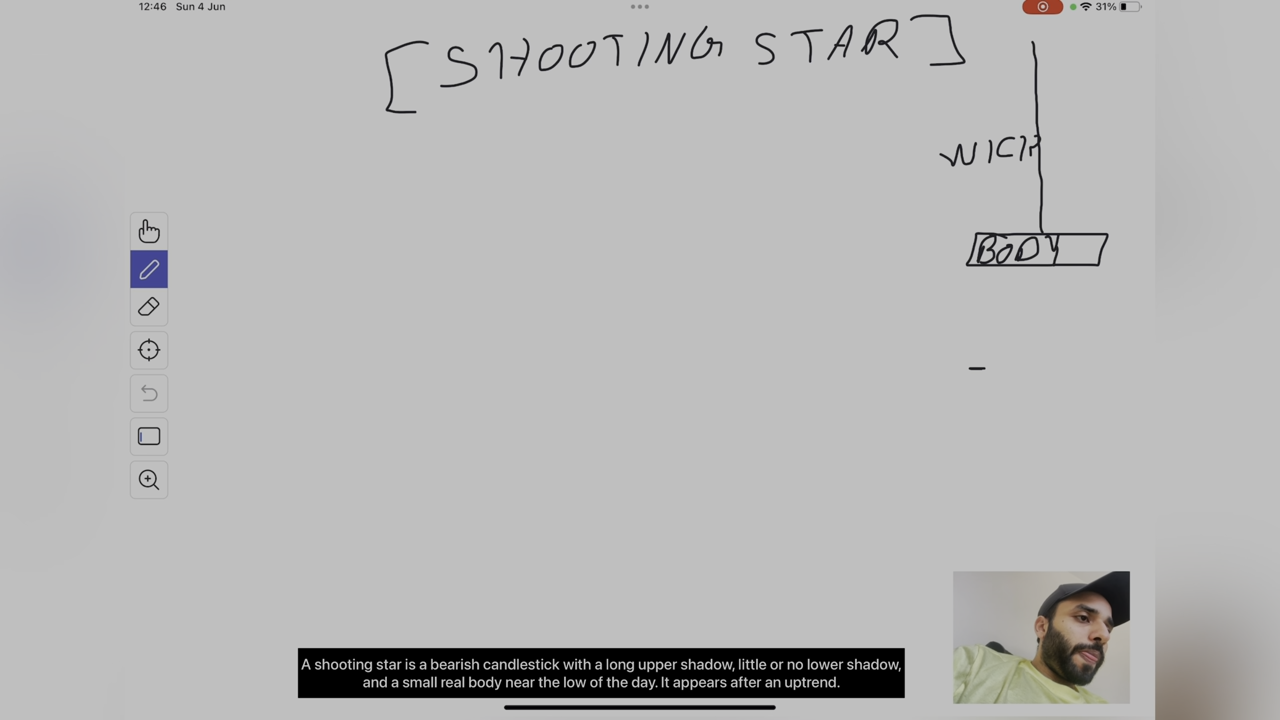 12:46 Sun 4 Jun
31%
[SHOOTING STAR]
WICK
BODY
A shooting star is a bearish candlestick with a long upper shadow, little or no lower shadow,
and a small real body near the low of the day. It appears after an uptrend.